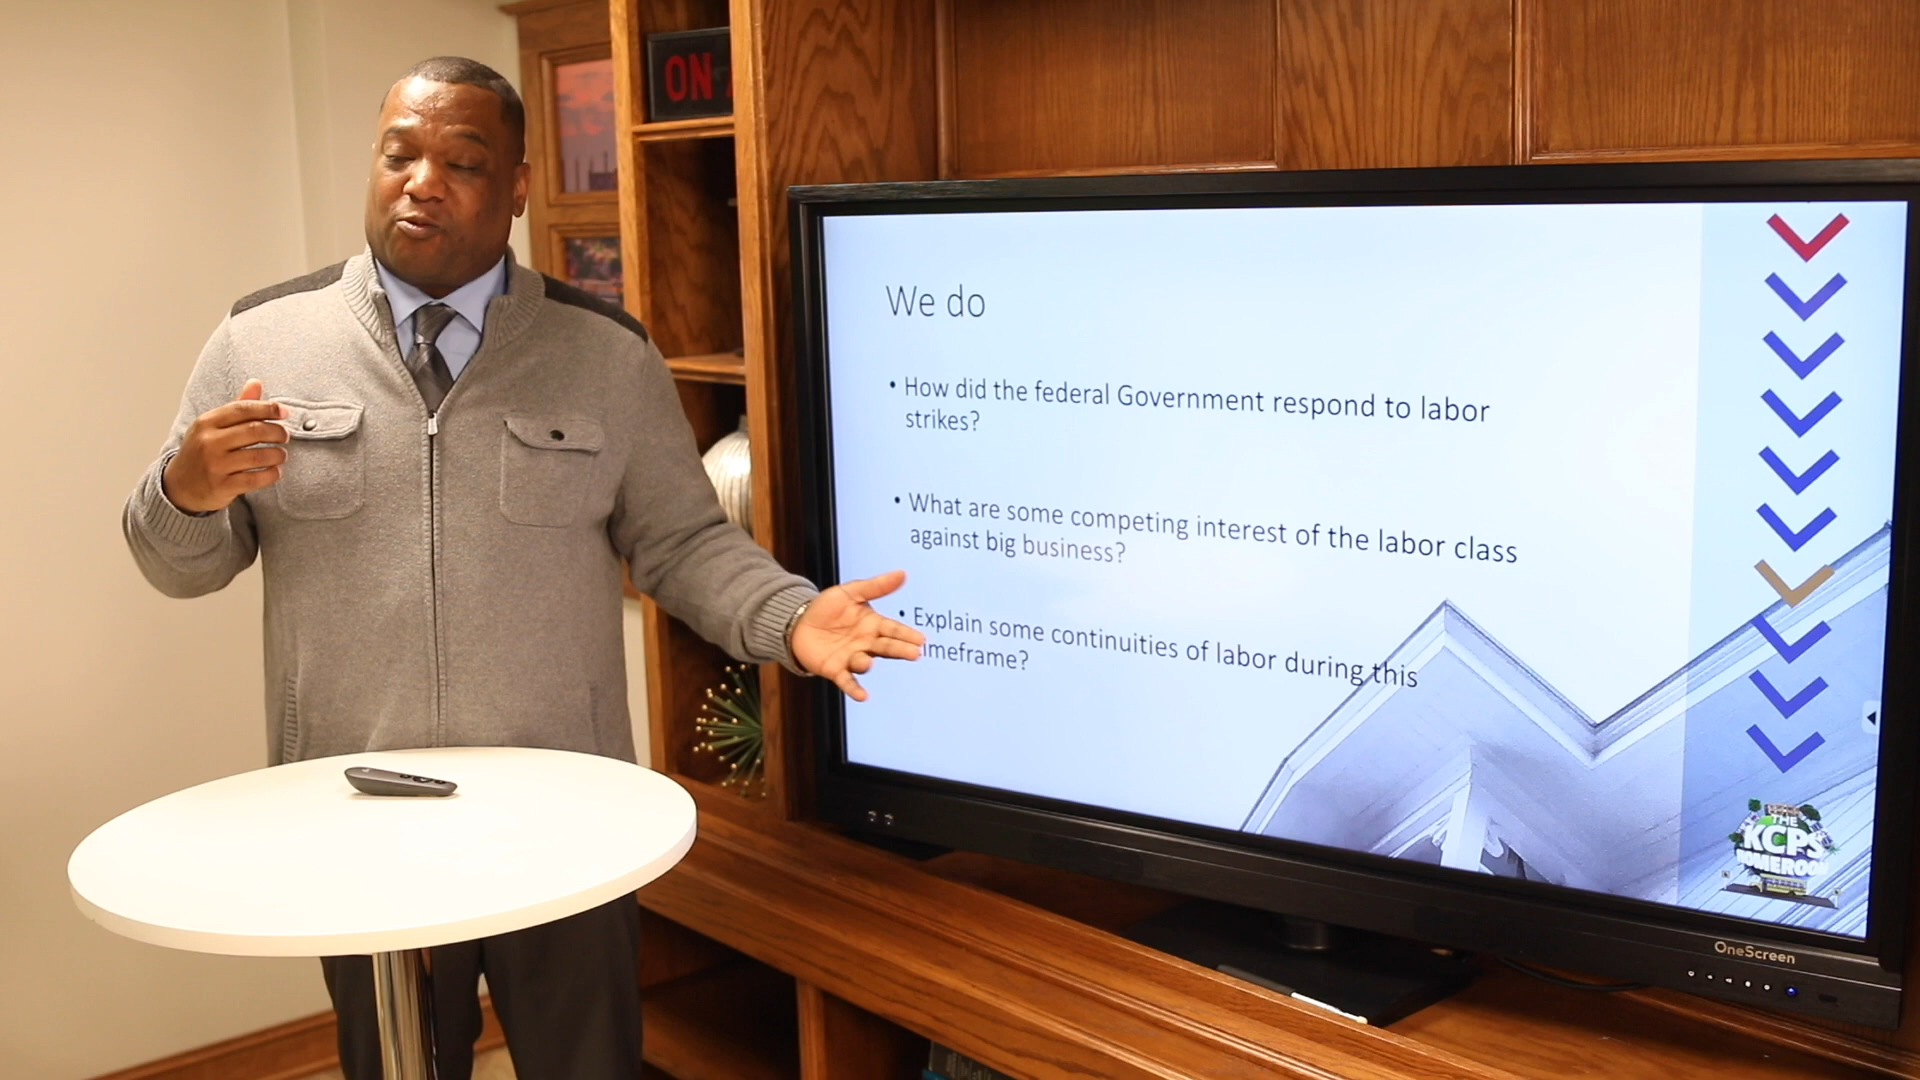 ON
We do
• How did the federal Government respond to labor
strikes?
• What are some competing interest of the labor class
against big business?
• Explain some continuities of labor during this
timeframe?
THE
KCPS
HOMEROOM
OneScreen